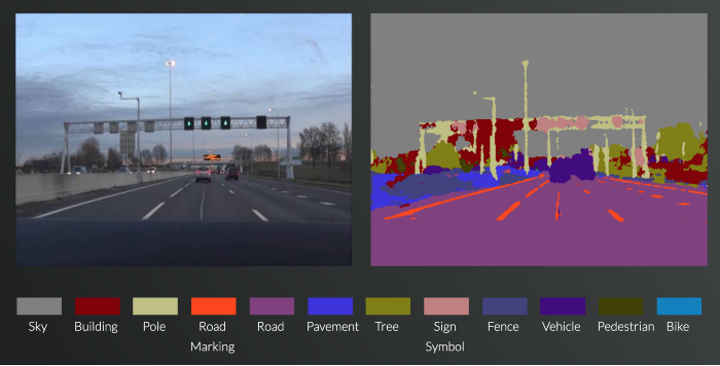 Sky
Building
Pole
Road
Marking
Road
Pavement
Tree
Sign
Symbol
Fence
Vehicle
Pedestrian
Bike